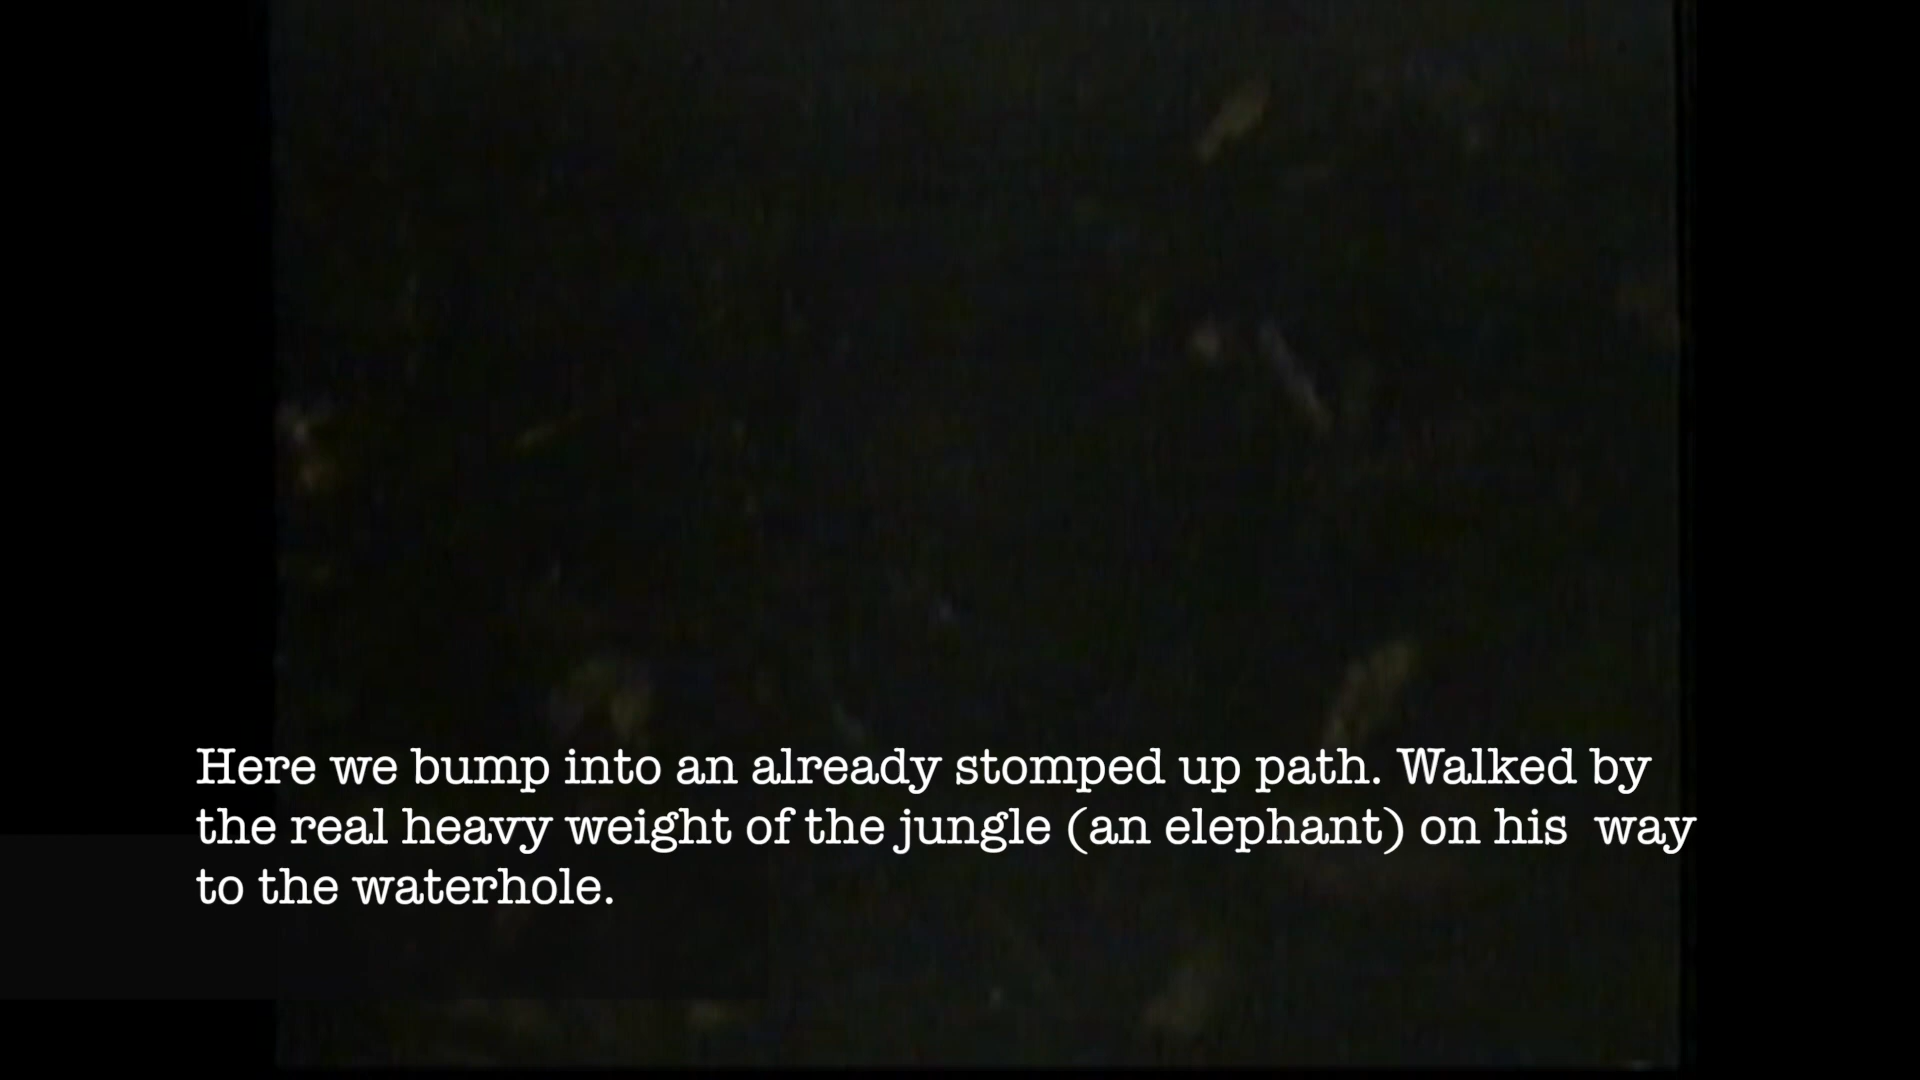 Here we bump into an already stomped up path. Walked by
the real heavy weight of the jungle (an elephant) on his  way
to the waterhole.